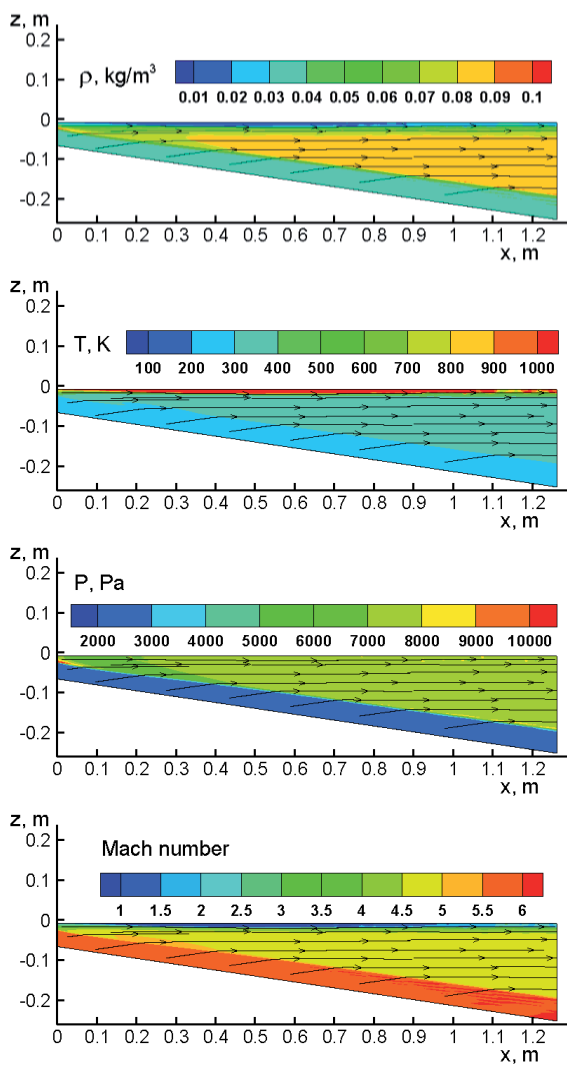 z, m
0.2
ρ, kg/m³
0.1
0.01 0.02 0.03 0.04 0.05 0.06 0.07 0.08 0.09 0.1
0
-0.1
-0.2
0 0.1 0.2 0.3 0.4 0.5 0.6 0.7 0.8 0.9 1 1.1 1.2
x, m
z, m
0.2
0.1
T, K
100 200 300 400 500 600 700 800 900 1000
0
-0.1
-0.2
0 0.1 0.2 0.3 0.4 0.5 0.6 0.7 0.8 0.9 1 1.1 1.2
x, m
z, m
0.2
P, Pa
0.1
2000 3000 4000 5000 6000 7000 8000 9000 10000
0
-0.1
-0.2
0 0.1 0.2 0.3 0.4 0.5 0.6 0.7 0.8 0.9 1 1.1 1.2
x, m
z, m
0.2
Mach number
0.1
1 1.5 2 2.5 3 3.5 4 4.5 5 5.5 6
0
-0.1
-0.2
0 0.1 0.2 0.3 0.4 0.5 0.6 0.7 0.8 0.9 1 1.1 1.2
x, m